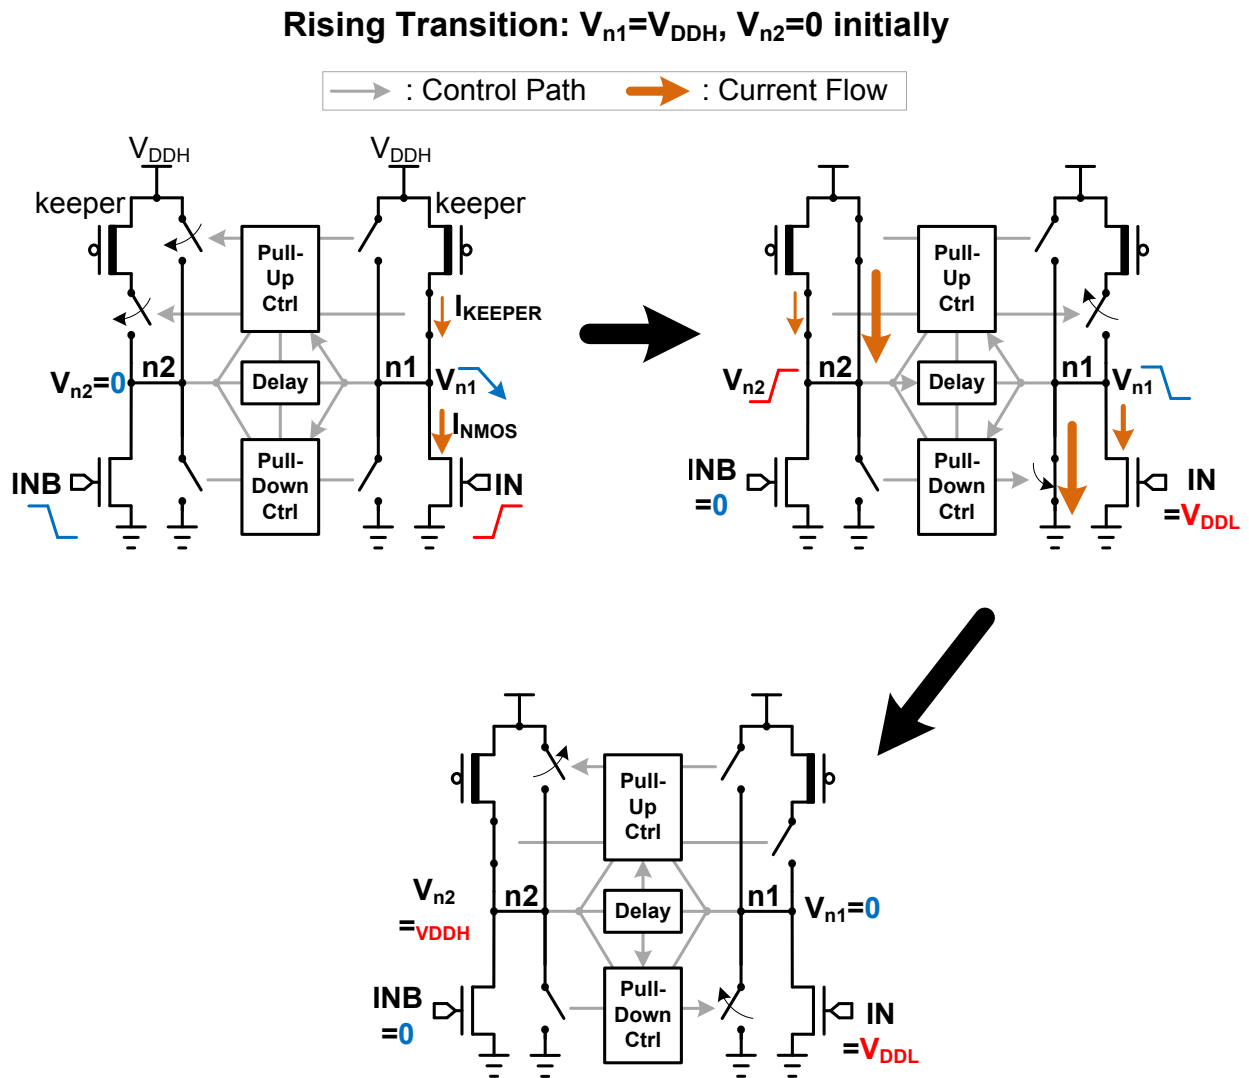 Rising Transition: Vn1=VDDH, Vn2=0 initially
: Control Path : Current Flow
VDDH VDDH
keeper keeper
Pull-
Up
Ctrl
IKEEPER
n2 Delay n1
Vn2=0 Vn1
INMOS
Pull-
Down
Ctrl
INB IN
Pull-
Up
Ctrl
n2 Delay n1
Vn2 Vn1
Pull-
Down
Ctrl
INB
=0
IN
=VDDL
Pull-
Up
Ctrl
n2 Delay n1
Vn2
=VDDH
Vn1=0
Pull-
Down
Ctrl
INB
=0
IN
=VDDL